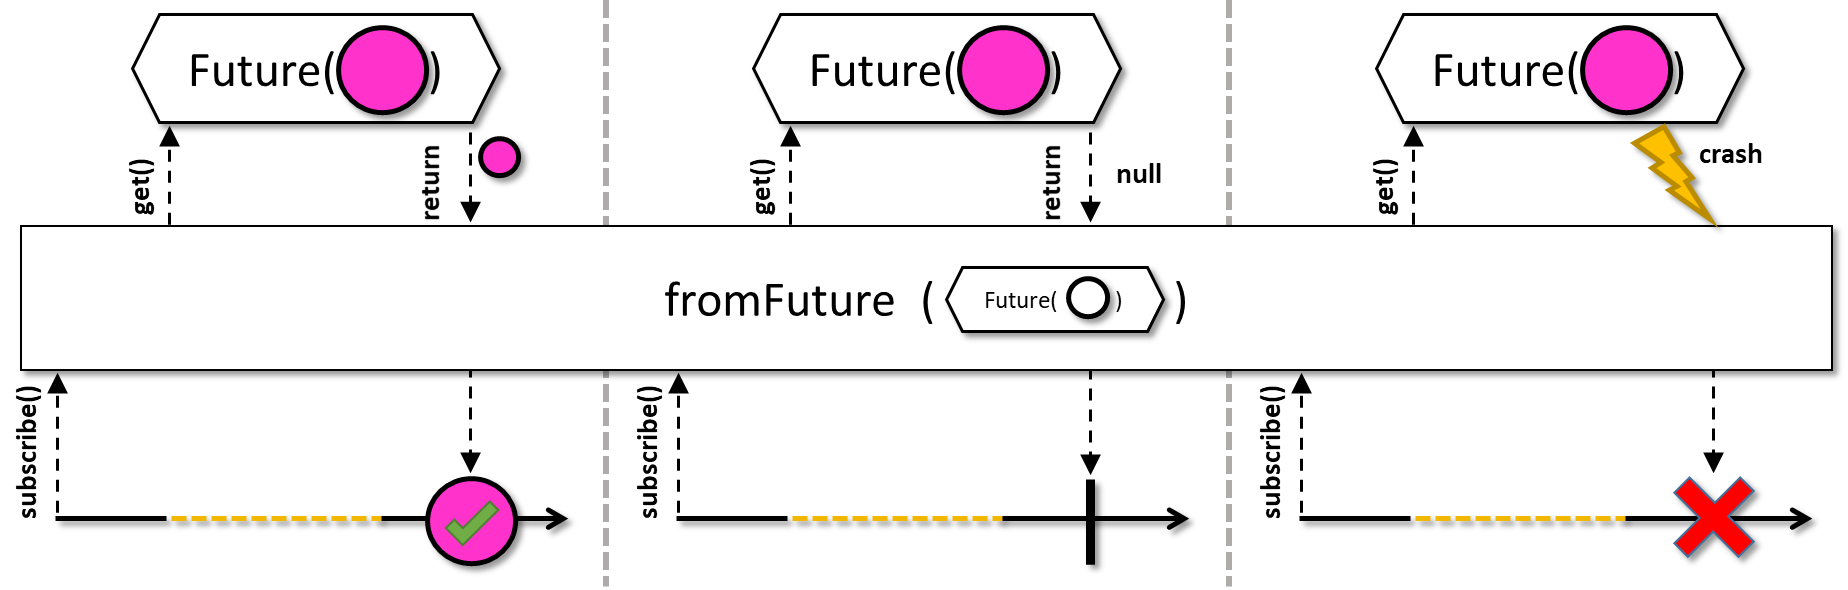 Future( )
Future( )
Future( )
get()
return
get()
return
null
get()
crash
fromFuture ( Future( ) )
subscribe()
subscribe()
subscribe()